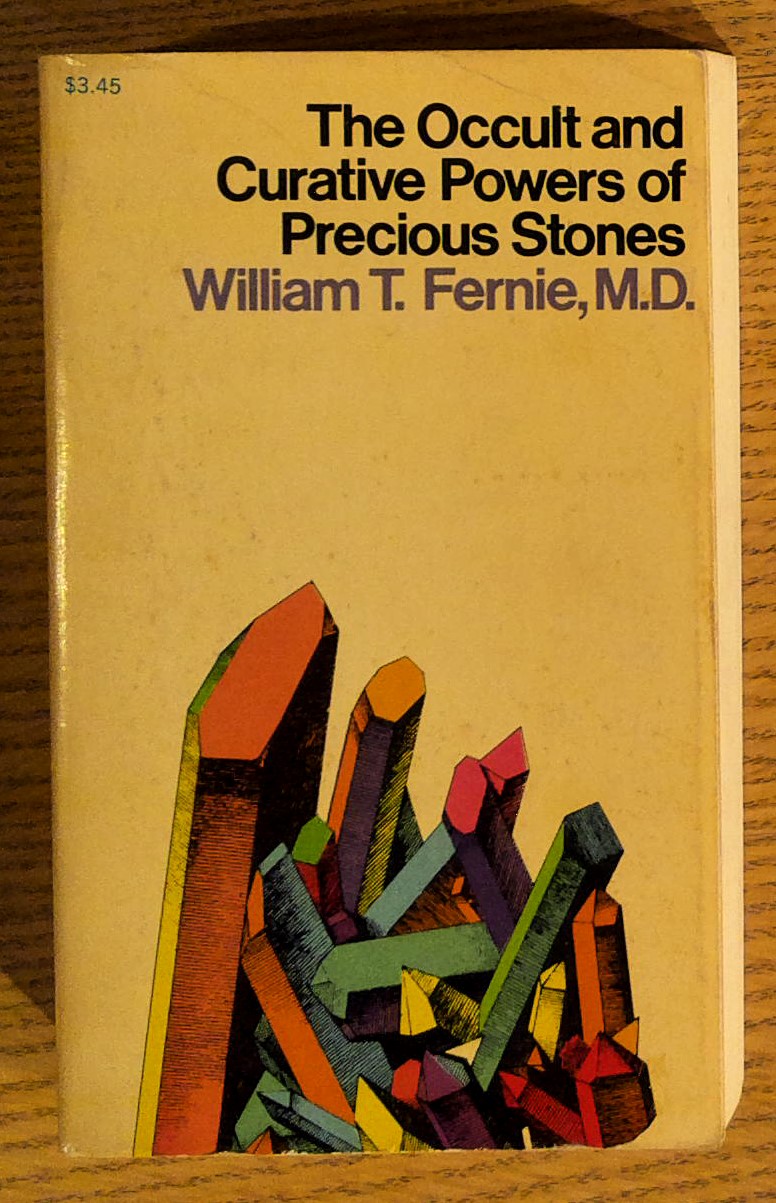 $3.45
The Occult and
Curative Powers of
Precious Stones
William T. Fernie, M.D.